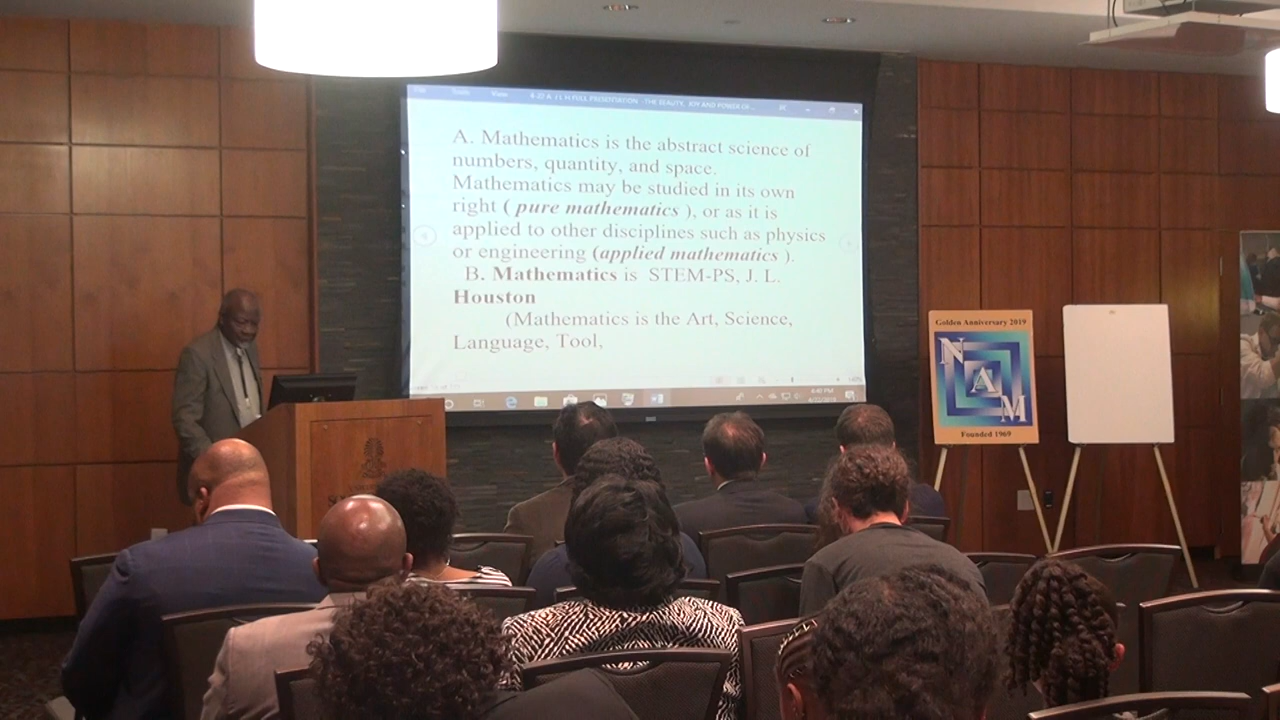 A. Mathematics is the abstract science of
numbers, quantity, and space.
Mathematics may be studied in its own
right ( pure mathematics ), or as it is
applied to other disciplines such as physics
or engineering (applied mathematics ).
B. Mathematics is STEM-PS, J. L.
Houston
(Mathematics is the Art, Science,
Language, Tool,
Golden Anniversary 2019
N
A
M
Founded 1969